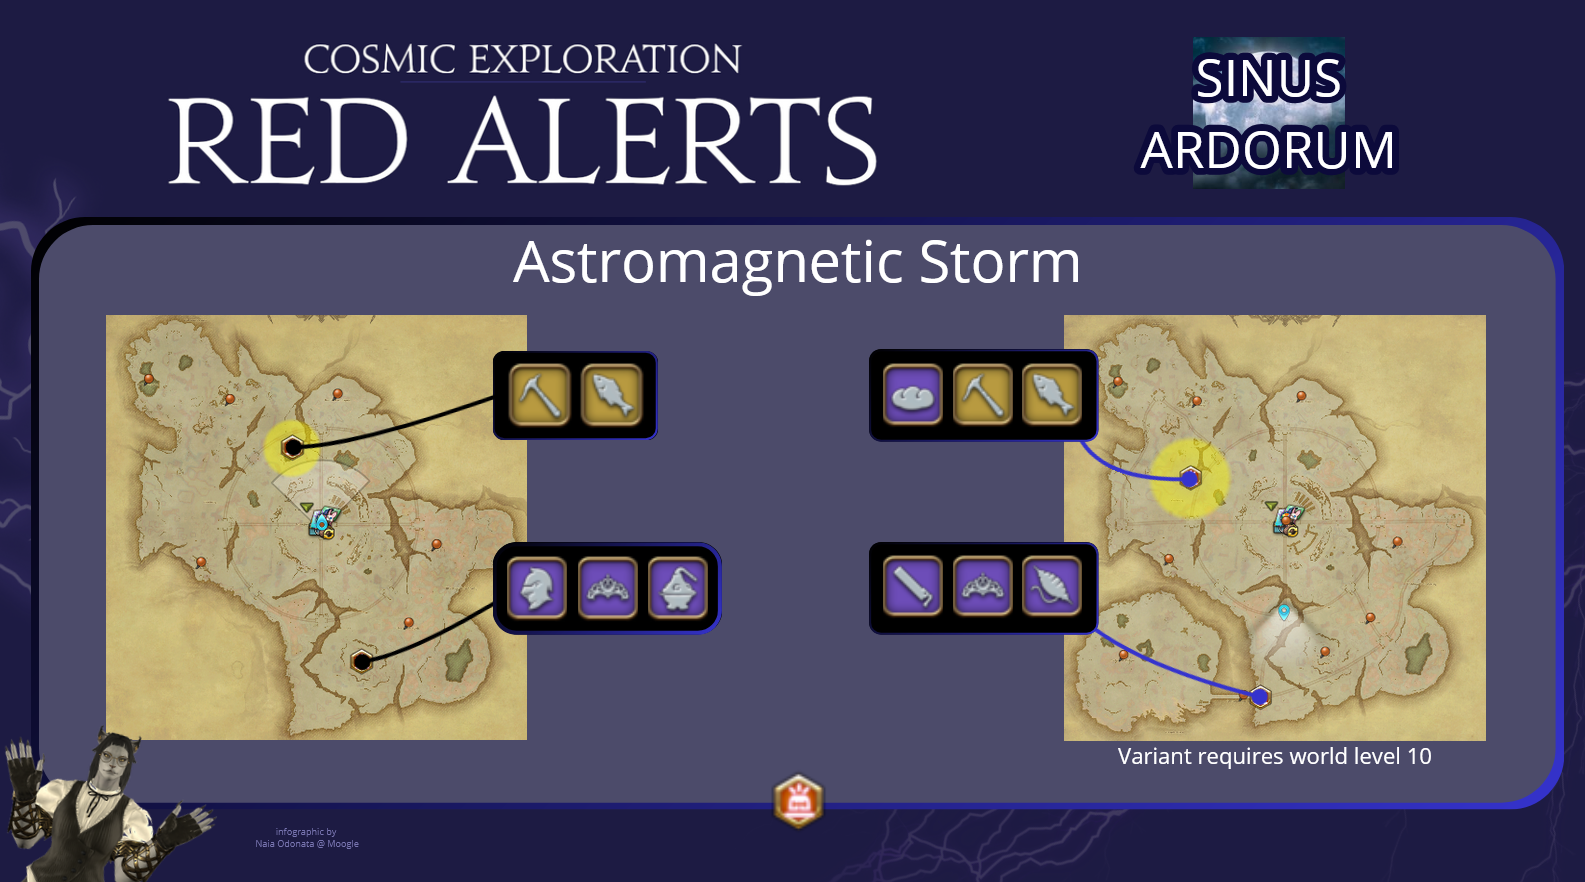 COSMIC EXPLORATION
RED ALERTS
SINUS
ARDORUM
Astromagnetic Storm
Variant requires world level 10
infographic by
Naia Odonata @ Moogle